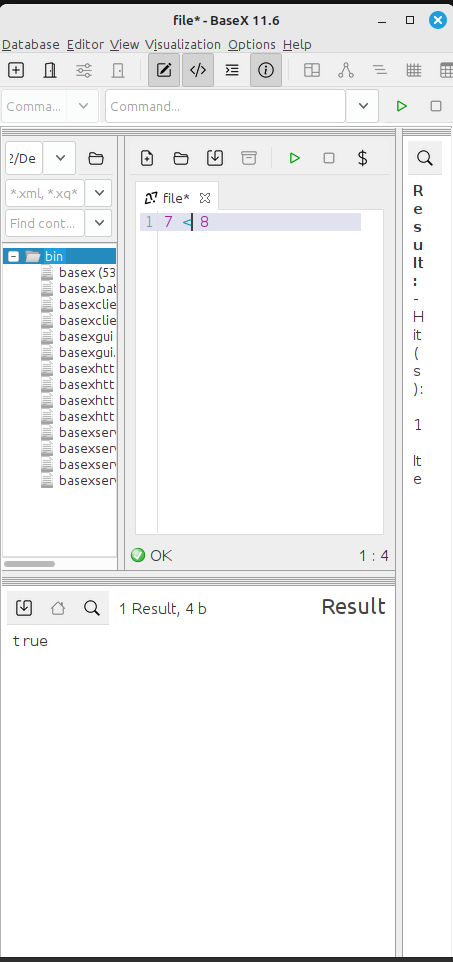 file* - BaseX 11.6
Database Editor View Visualization Options Help
Comma... Command...
?/De
*.xml, *.xq*
Find cont...
bin
basex (53
basex.bat
basexclie
basexclie
basexgui
basexgui.
basexhtt
basexhtt
basexhtt
basexhtt
basexserv
basexserv
basexserv
basexserv
$
file*
1 7 < 8
OK 1 : 4
1 Result, 4 b Result
true
R
e
s
u
lt
:
-
H
it
(
s
):
1
It
e